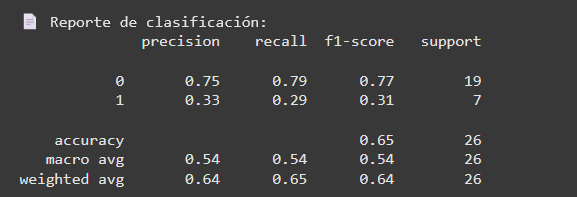 Reporte de clasificación:
precision recall f1-score support
0 0.75 0.79 0.77 19
1 0.33 0.29 0.31 7
accuracy 0.65 26
macro avg 0.54 0.54 0.54 26
weighted avg 0.64 0.65 0.64 26